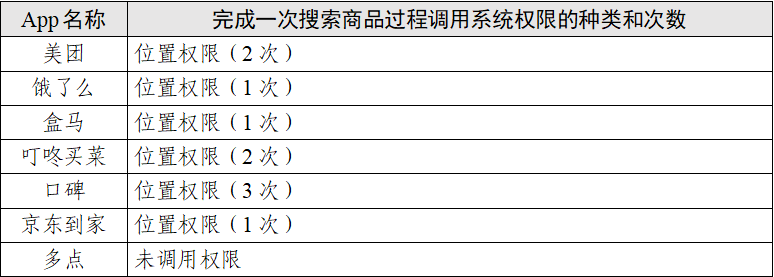 App 名称 完成一次搜索商品过程调用系统权限的种类和次数
美团 位置权限（2 次）
饿了么 位置权限（1 次）
盒马 位置权限（1 次）
叮咚买菜 位置权限（2 次）
口碑 位置权限（3 次）
京东到家 位置权限（1 次）
多点 未调用权限